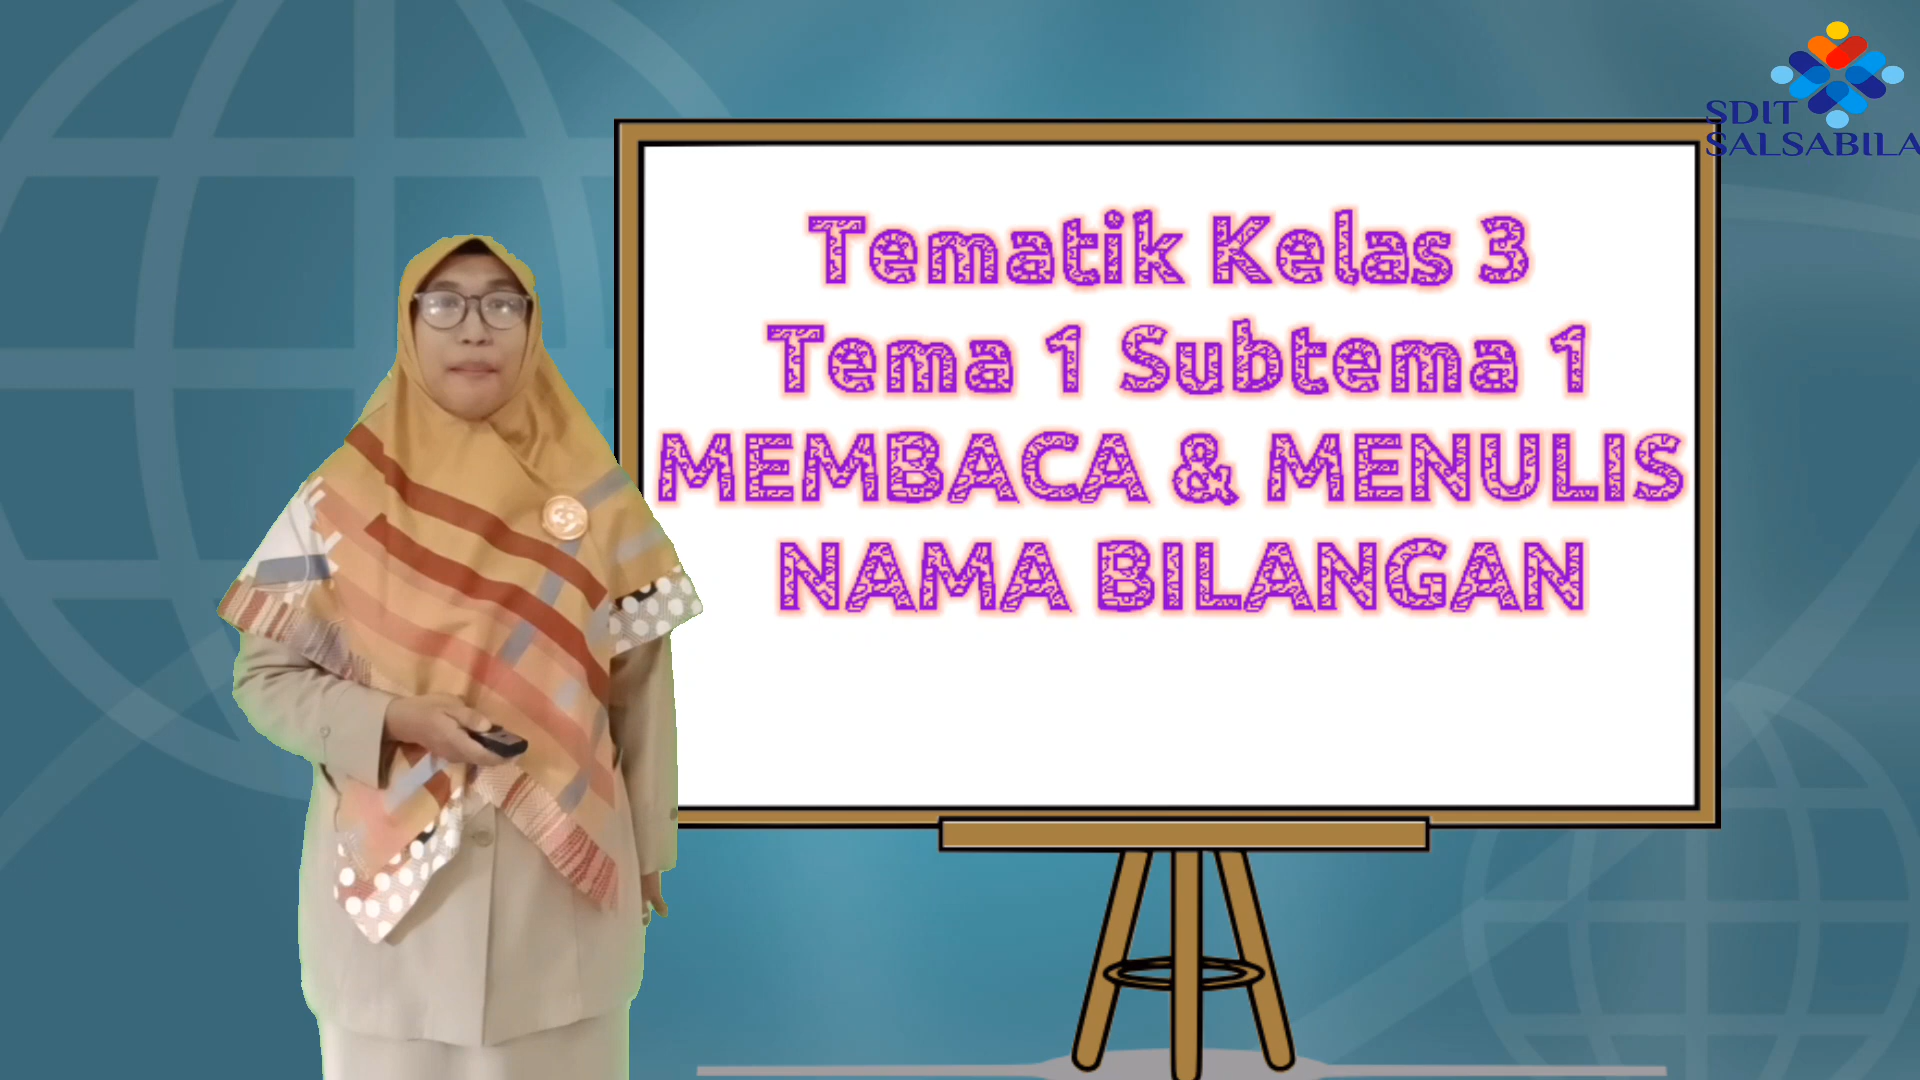 SDIT
SALSABILA
Tematik Kelas 3
Tema 1 Subtema 1
MEMBACA & MENULIS
NAMA BILANGAN